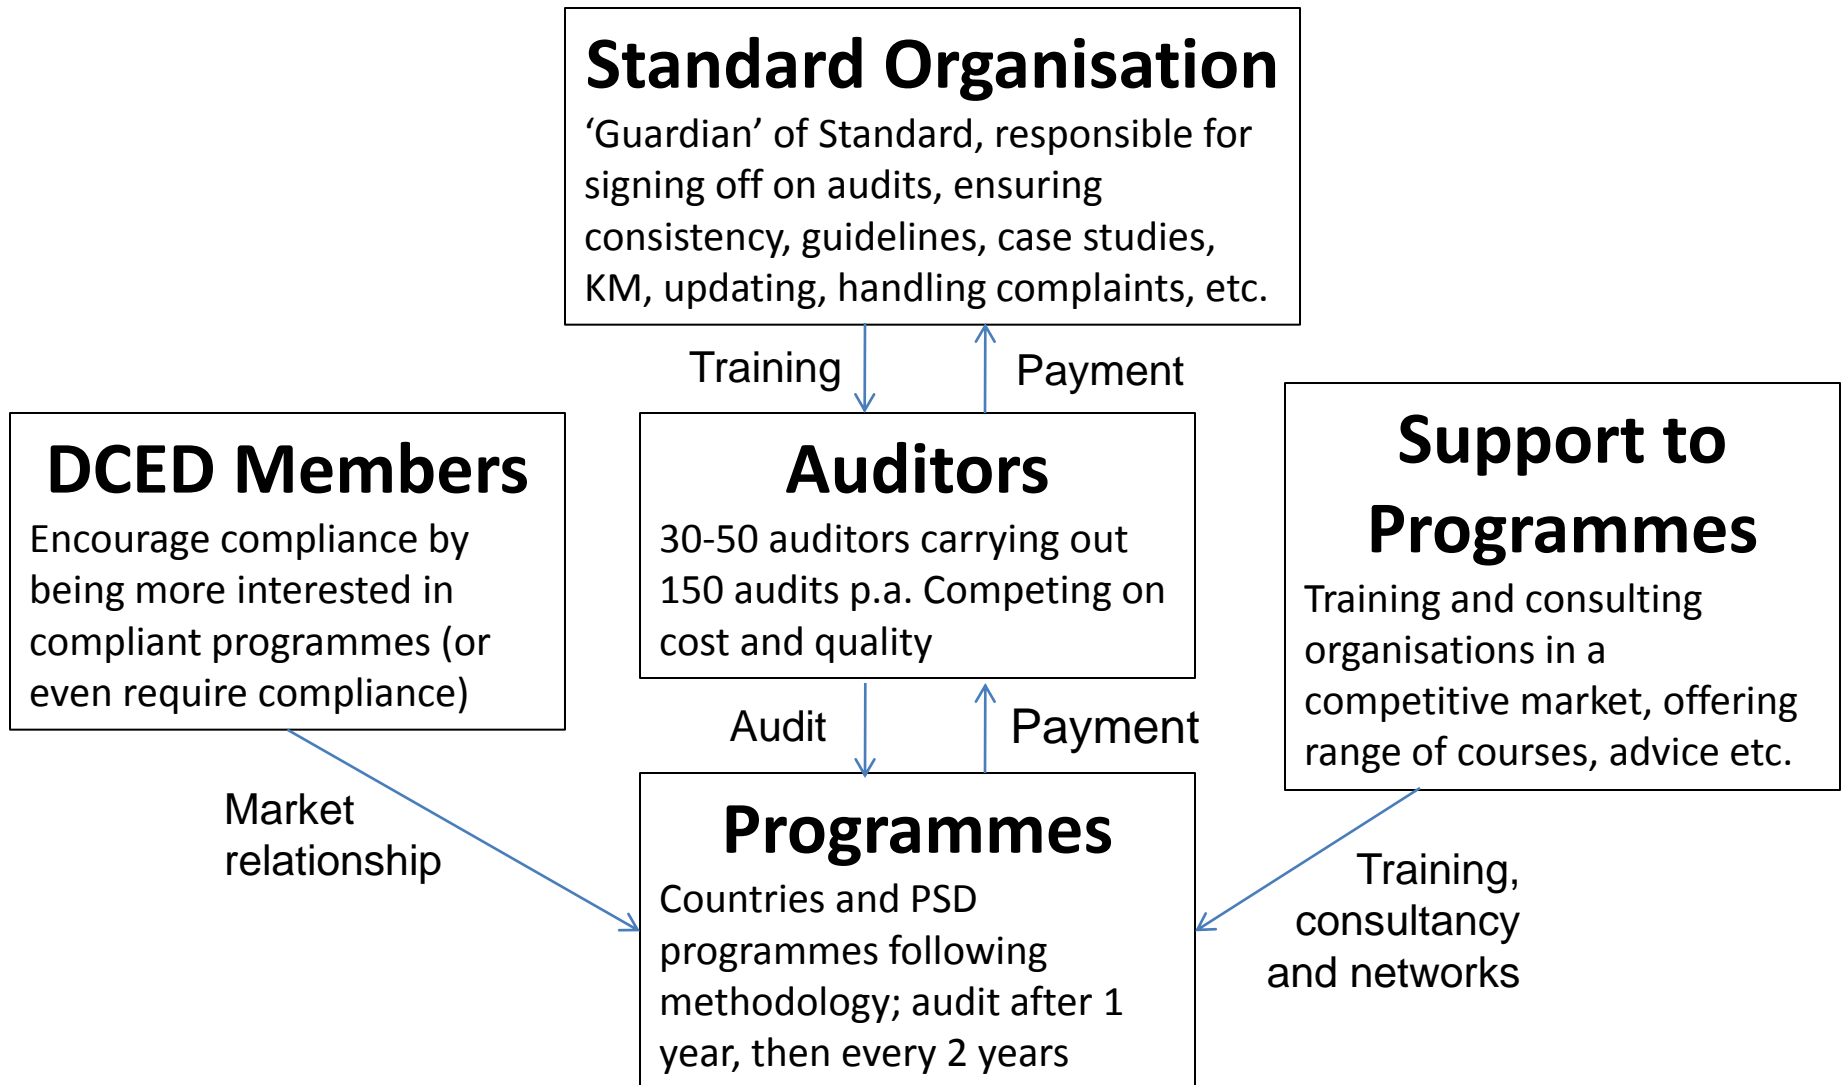 Standard Organisation
‘Guardian’ of Standard, responsible for
signing off on audits, ensuring
consistency, guidelines, case studies,
KM, updating, handling complaints, etc.
Training
Payment
DCED Members
Encourage compliance by
being more interested in
compliant programmes (or
even require compliance)
Auditors
30-50 auditors carrying out
150 audits p.a. Competing on
cost and quality
Support to
Programmes
Training and consulting
organisations in a
competitive market, offering
range of courses, advice etc.
Audit
Payment
Market
relationship
Programmes
Countries and PSD
programmes following
methodology; audit after 1
year, then every 2 years
Training,
consultancy
and networks